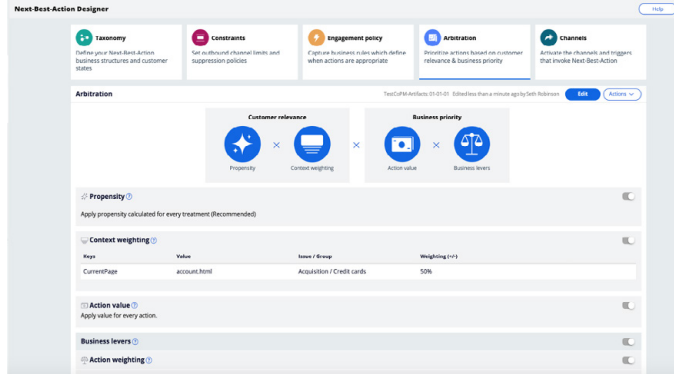 Next-Best-Action Designer
Help
Taxonomy
Define your Next-Best-Action
business structures and customer
states
Constraints
Set outbound channel limits and
suppression policies
Engagement policy
Capture business rules which define
when actions are appropriate
Arbitration
Prioritize actions based on customer
relevance & business priority
Channels
Activate the channels and triggers
that invoke Next-Best-Action
Arbitration
TestCvPM-Artifacts 01-01-01 Edited less than a minute ago by Seth Robinson
Edit
Actions
Customer relevance
Business priority
Propensity
Context weighting
Action value
Business levers
Propensity
Apply propensity calculated for every treatment (Recommended)
Context weighting
Keys Value Issue / Group Weighting (+/-)
CurrentPage account.html Acquisition / Credit cards 50%
Action value
Apply value for every action.
Business levers
Action weighting